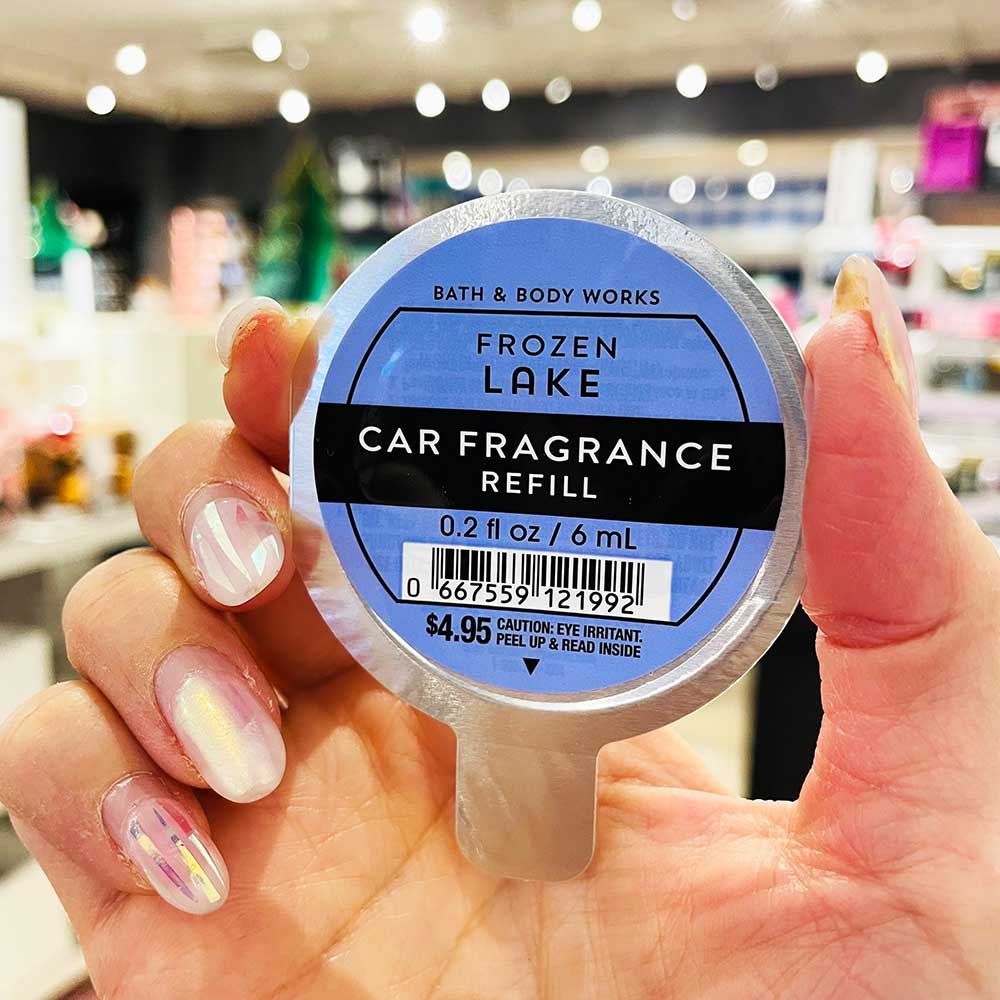 BATH & BODY WORKS
FROZEN
LAKE
CAR FRAGRANCE
REFILL
0.2 fl oz / 6 mL
0 667559 121992
$4.95 CAUTION: EYE IRRITANT.
PEEL UP & READ INSIDE